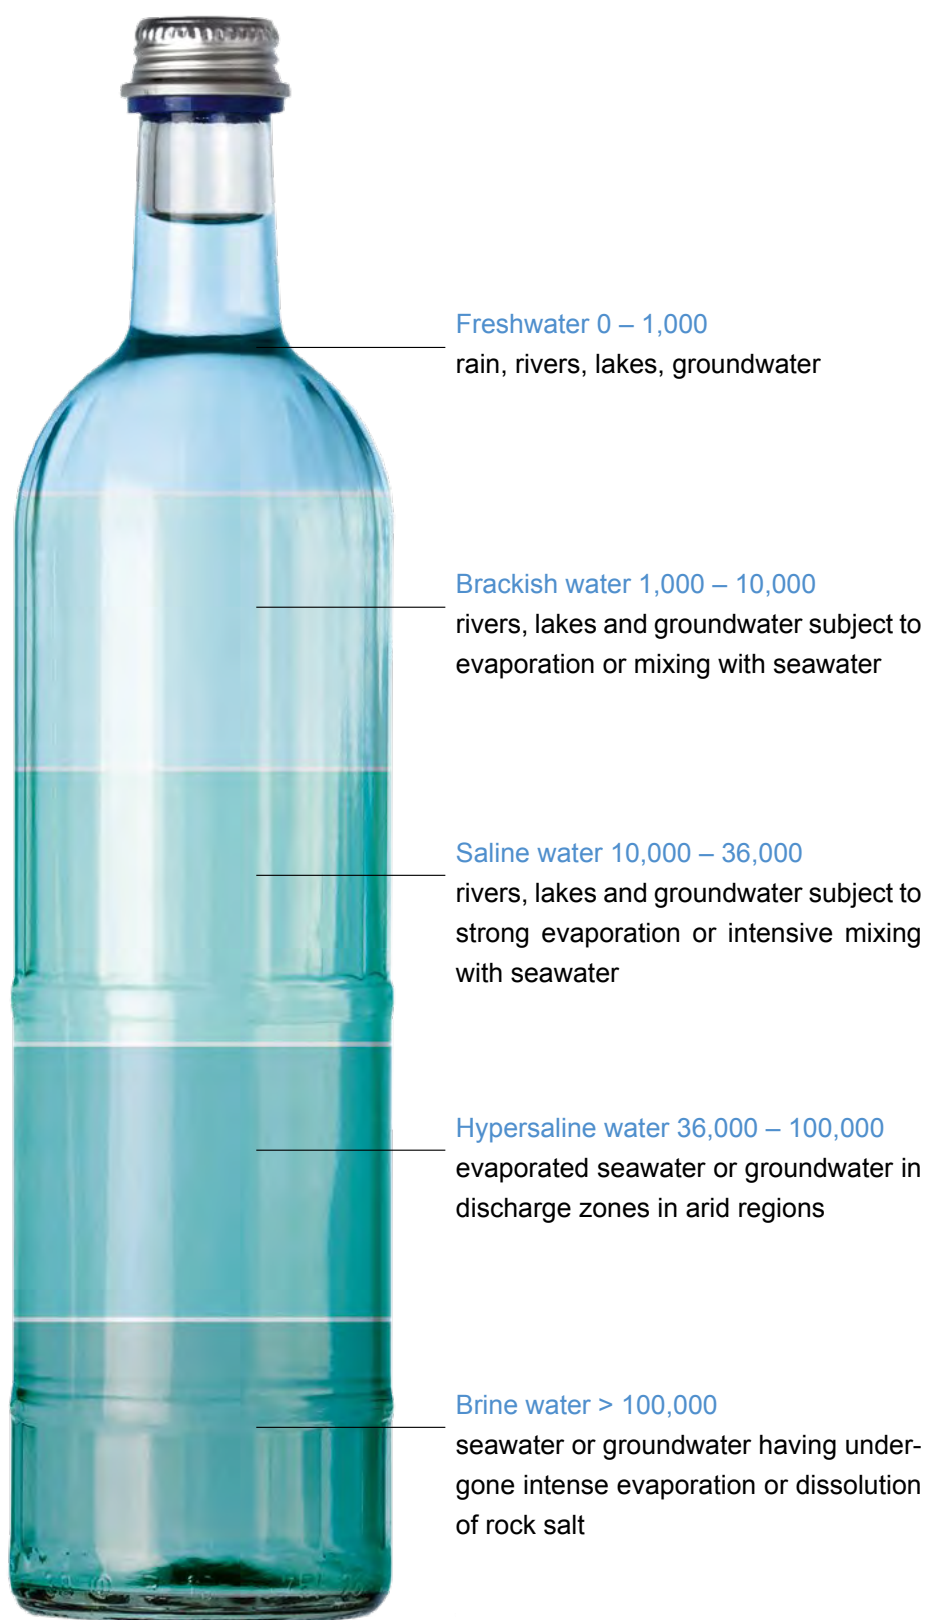 Freshwater 0 – 1,000
rain, rivers, lakes, groundwater
Brackish water 1,000 – 10,000
rivers, lakes and groundwater subject to
evaporation or mixing with seawater
Saline water 10,000 – 36,000
rivers, lakes and groundwater subject to
strong evaporation or intensive mixing
with seawater
Hypersaline water 36,000 – 100,000
evaporated seawater or groundwater in
discharge zones in arid regions
Brine water > 100,000
seawater or groundwater having under-
gone intense evaporation or dissolution
of rock salt